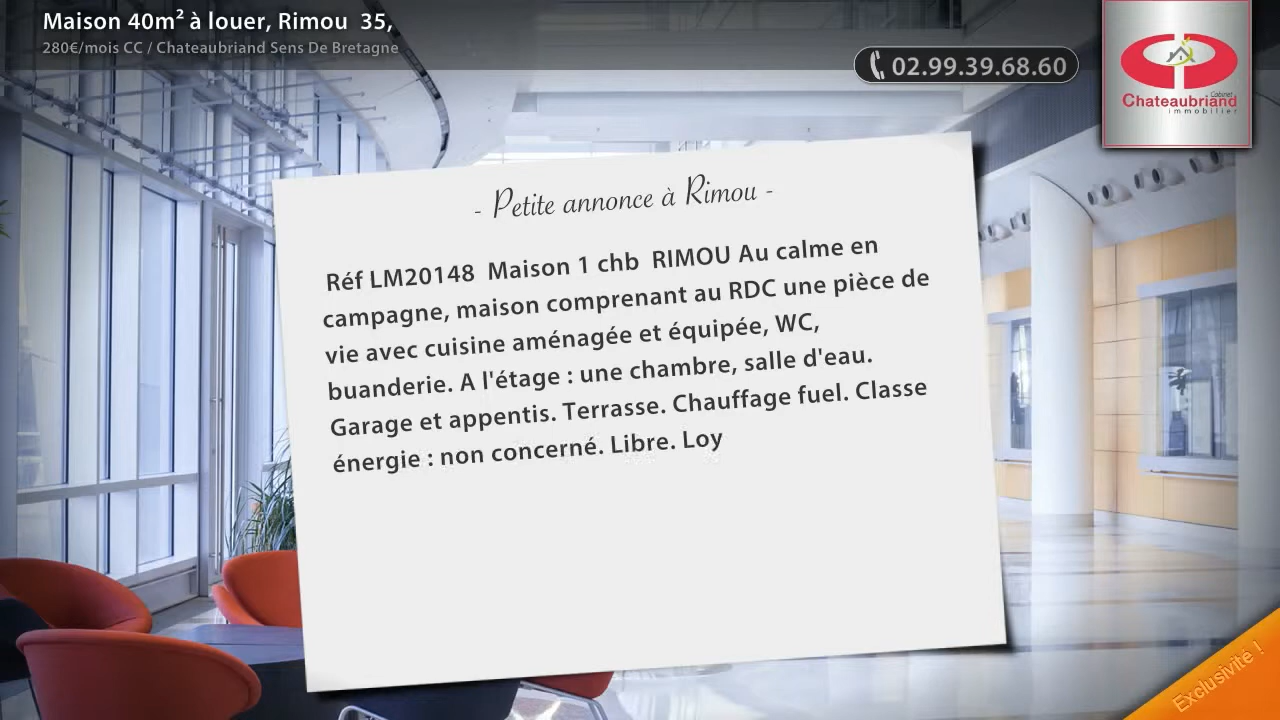 Maison 40m² à louer, Rimou  35,
280€/mois CC / Chateaubriand Sens De Bretagne
02.99.39.68.60
Cabinet
Chateaubriand
immobilier
- Petite annonce à Rimou -
Réf LM20148  Maison 1 chb  RIMOU Au calme en
campagne, maison comprenant au RDC une pièce de
vie avec cuisine aménagée et équipée, WC,
buanderie. A l'étage : une chambre, salle d'eau.
Garage et appentis. Terrasse. Chauffage fuel. Classe
énergie : non concerné. Libre. Loy
Exclusivité !